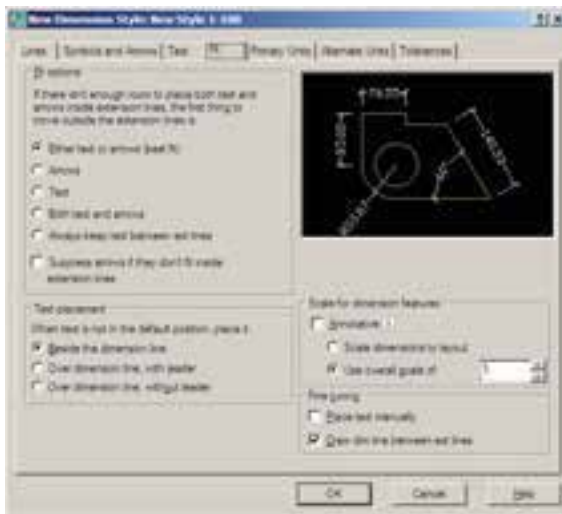 New Dimension Style: New Style 1-100
Lines Symbols and Arrows Text Fit Primary Units Alternate Units Tolerances
Fit options
If there isn't enough room to place both text and
arrows inside extension lines, the first thing to
move outside the extension lines is
Either text or arrows (best fit)
Arrows
Text
Both text and arrows
Always keep text between ext lines
Suppress arrows if they don't fit inside
extension lines
Text placement
When text is not in the default position, place it
Beside the dimension line
Over dimension line, with leader
Over dimension line, without leader
Scale for dimension features
Annotative
Scale dimensions to layout
Use overall scale of
Fine tuning
Place text manually
Draw dim line between ext lines
OK Cancel Help